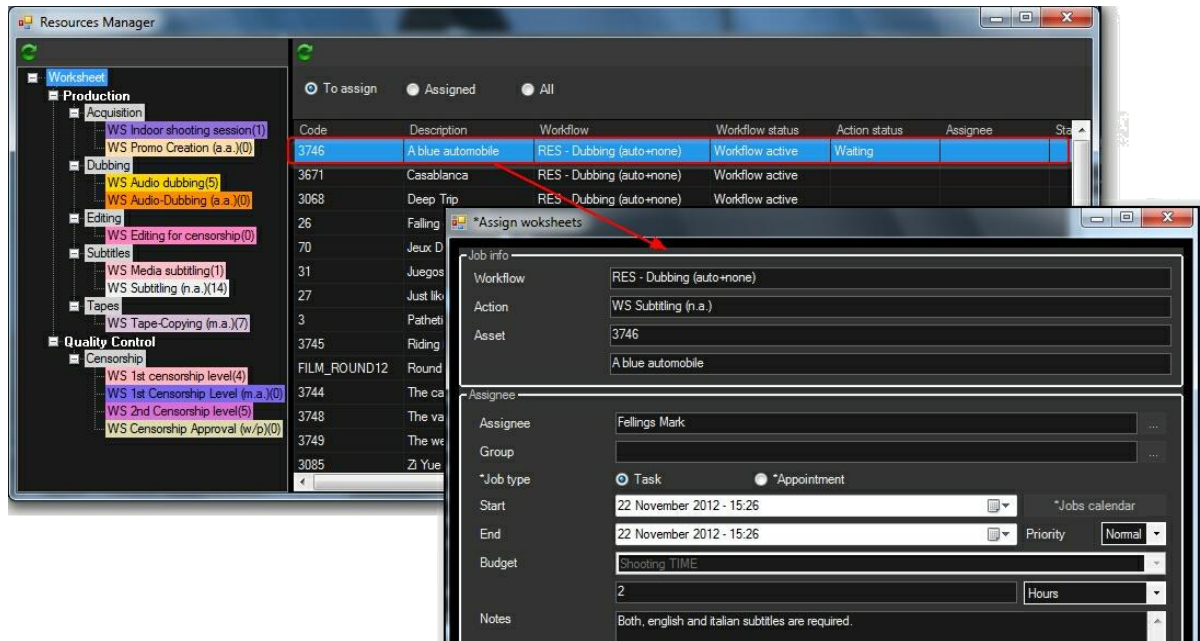 Resources Manager
Worksheet
Production
Acquisition
WS Indoor shooting session(1)
WS Promo Creation (a.a.)(0)
Dubbing
WS Audio dubbing(5)
WS Audio-Dubbing (a.a.)(0)
Editing
WS Editing for censorship(0)
Subtitles
WS Media subtitling(1)
WS Subtitling (n.a.)(14)
Tapes
WS Tape-Copying (m.a.)(7)
Quality Control
Censorship
WS 1st censorship level(4)
WS 1st Censorship Level (m.a.)(0)
WS 2nd Censorship level(5)
WS Censorship Approval (w/p)(0)
To assign Assigned All
Code Description Workflow Workflow status Action status Assignee Sta
3746 A blue automobile RES - Dubbing (auto+none) Workflow active Waiting
3671 Casablanca RES - Dubbing (auto+none) Workflow active
3068 Deep Trip RES - Dubbing (auto+none) Workflow active
26 Falling
70 Jeux D
31 Juegos
27 Just lik
3 Patheti
3745 Riding
FILM_ROUND12 Round
3744 The ca
3748 The va
3749 The we
3085 Zi Yue
*Assign woksheets
Job info
Workflow RES - Dubbing (auto+none)
Action WS Subtitling (n.a.)
Asset 3746
A blue automobile
Assignee
Assignee Fellings Mark ...
Group ...
*Job type Task *Appointment
Start 22 November 2012 - 15:26 *Jobs calendar
End 22 November 2012 - 15:26 Priority Normal
Budget Shooting TIME
2 Hours
Notes Both, english and italian subtitles are required.